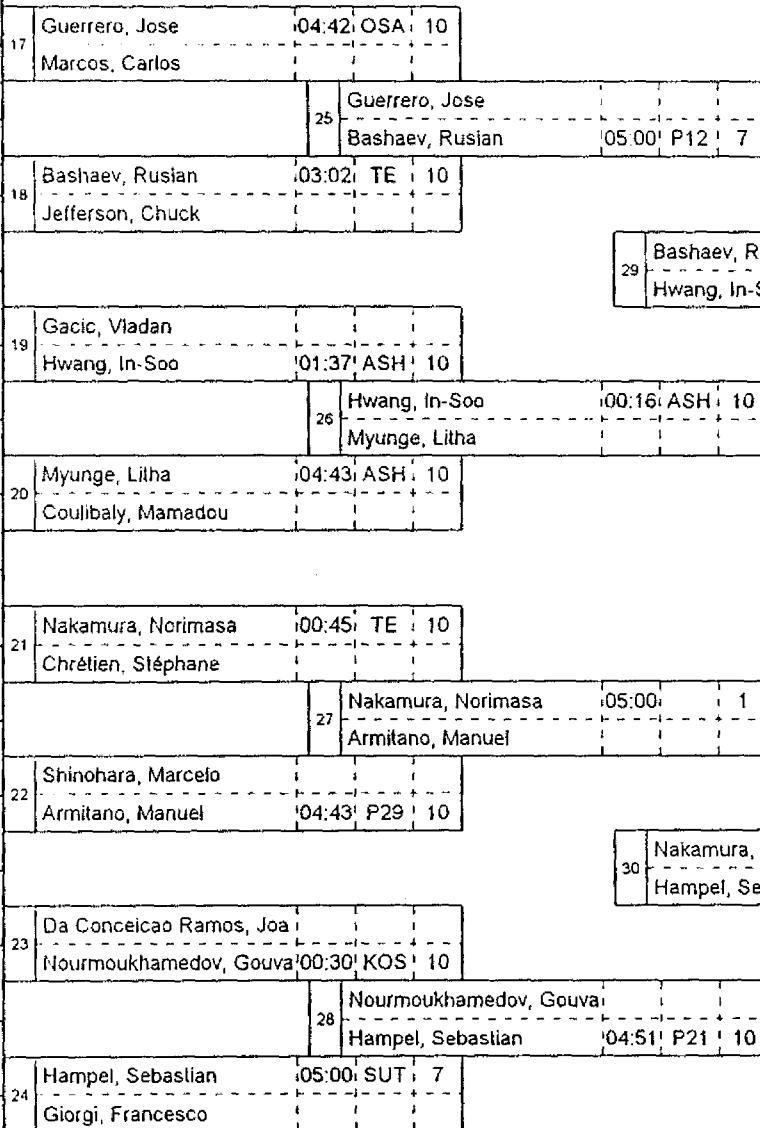 17 Guerrero, Jose 04:42 OSA 10
Marcos, Carlos
25 Guerrero, Jose
Bashaev, Rusian 05:00 P12 7
18 Bashaev, Rusian 03:02 TE 10
Jefferson, Chuck
29 Bashaev, R
Hwang, In-S
19 Gacic, Vladan
Hwang, In-Soo 01:37 ASH 10
26 Hwang, In-Soo 00:16 ASH 10
Myunge, Litha
20 Myunge, Litha 04:43 ASH 10
Coulibaly, Mamadou
21 Nakamura, Norimasa 00:45 TE 10
Chrétien, Stéphane
27 Nakamura, Norimasa 05:00 1
Armitano, Manuel
22 Shinohara, Marcelo
Armitano, Manuel 04:43 P29 10
30 Nakamura,
Hampel, Se
23 Da Conceicao Ramos, Joa
Nourmoukhamedov, Gouva 00:30 KOS 10
28 Nourmoukhamedov, Gouva
Hampel, Sebastian 04:51 P21 10
24 Hampel, Sebastian 05:00 SUT 7
Giorgi, Francesco